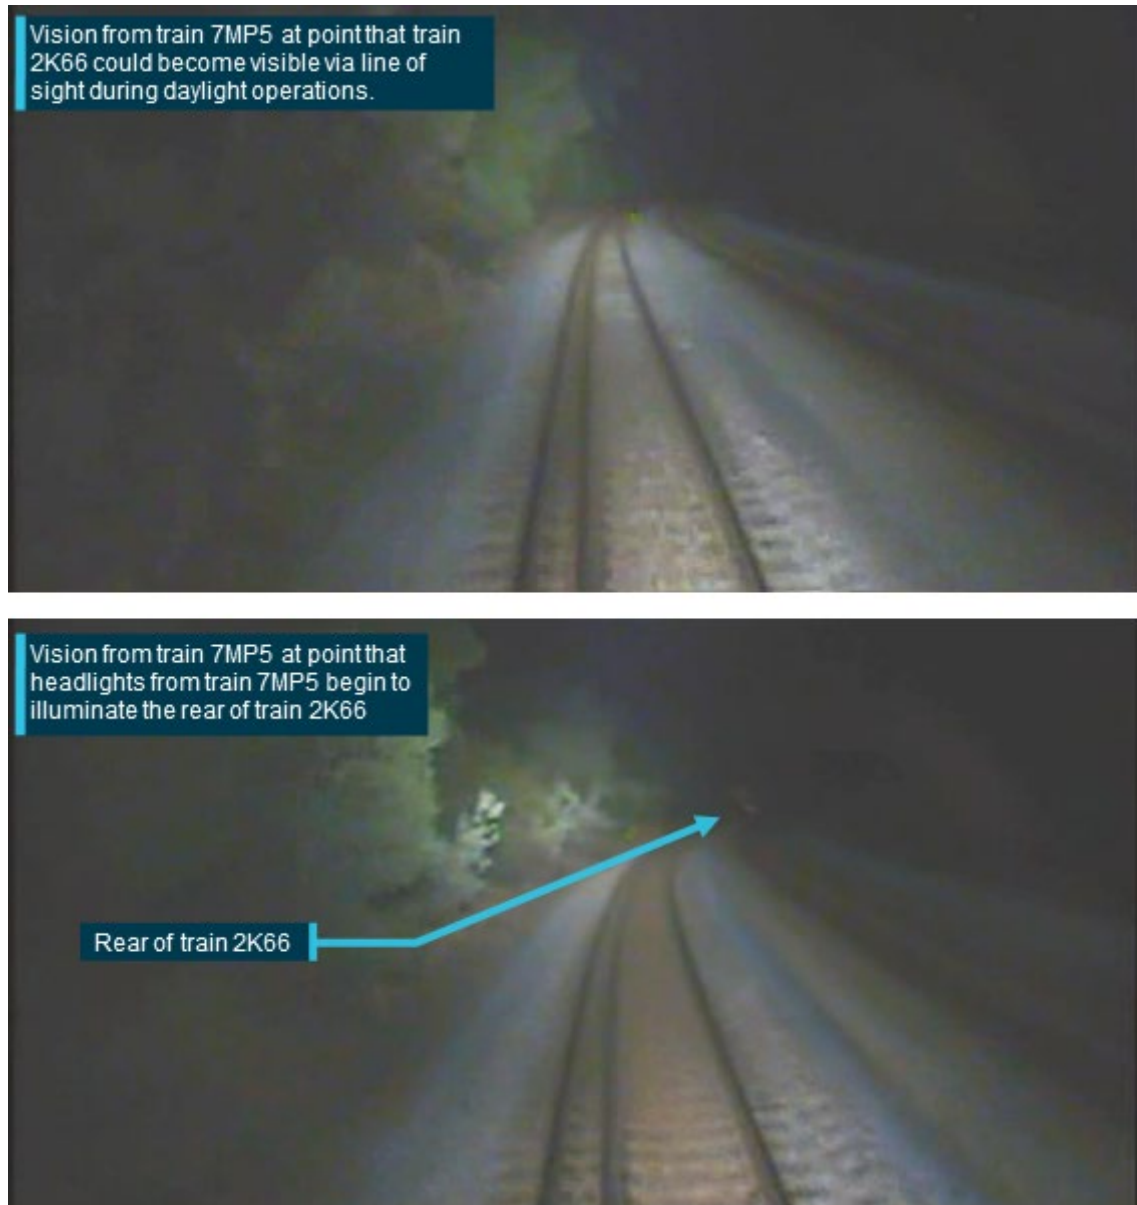 Vision from train 7MP5 at point that train
2K66 could become visible via line of
sight during daylight operations.
Vision from train 7MP5 at point that
headlights from train 7MP5 begin to
illuminate the rear of train 2K66
Rear of train 2K66